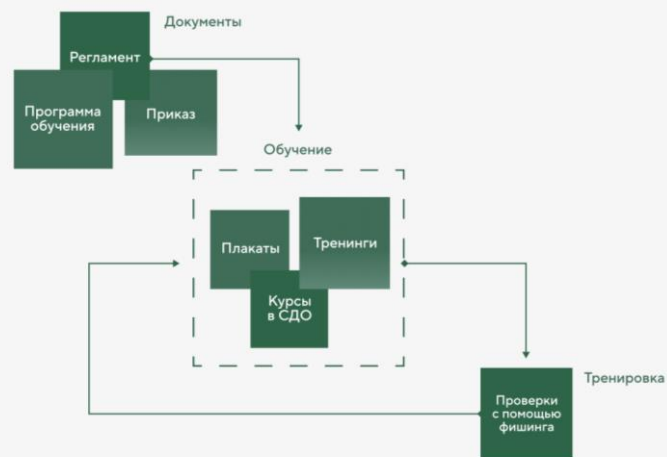 Документы
Регламент
Программа
обучения
Приказ
Обучение
Плакаты
Тренинги
Курсы
в СДО
Тренировка
Проверки
с помощью
фишинга